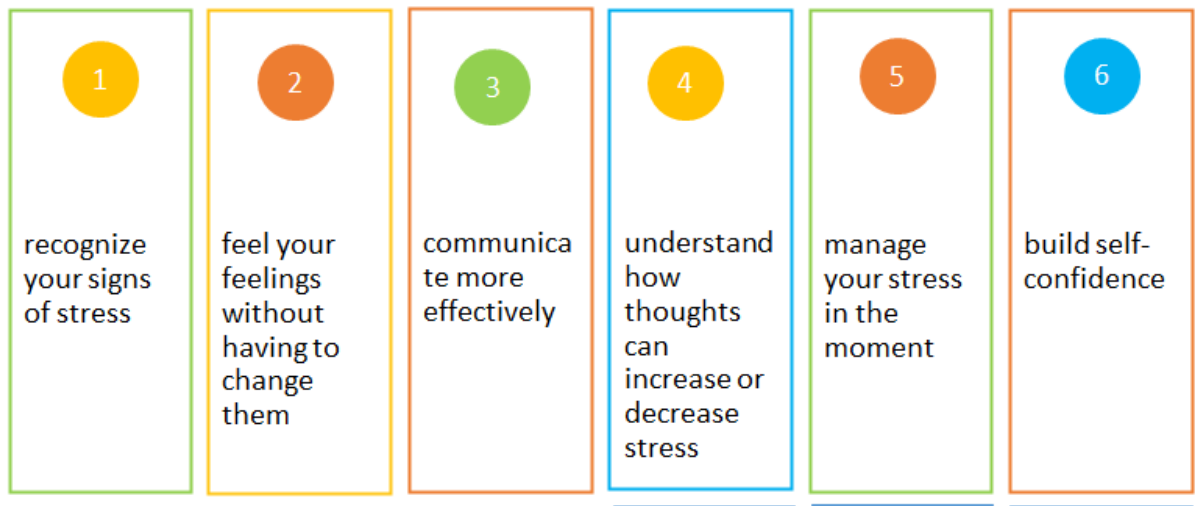 1
recognize
your signs
of stress
2
feel your
feelings
without
having to
change
them
3
communica
te more
effectively
4
understand
how
thoughts
can
increase or
decrease
stress
5
manage
your stress
in the
moment
6
build self-
confidence